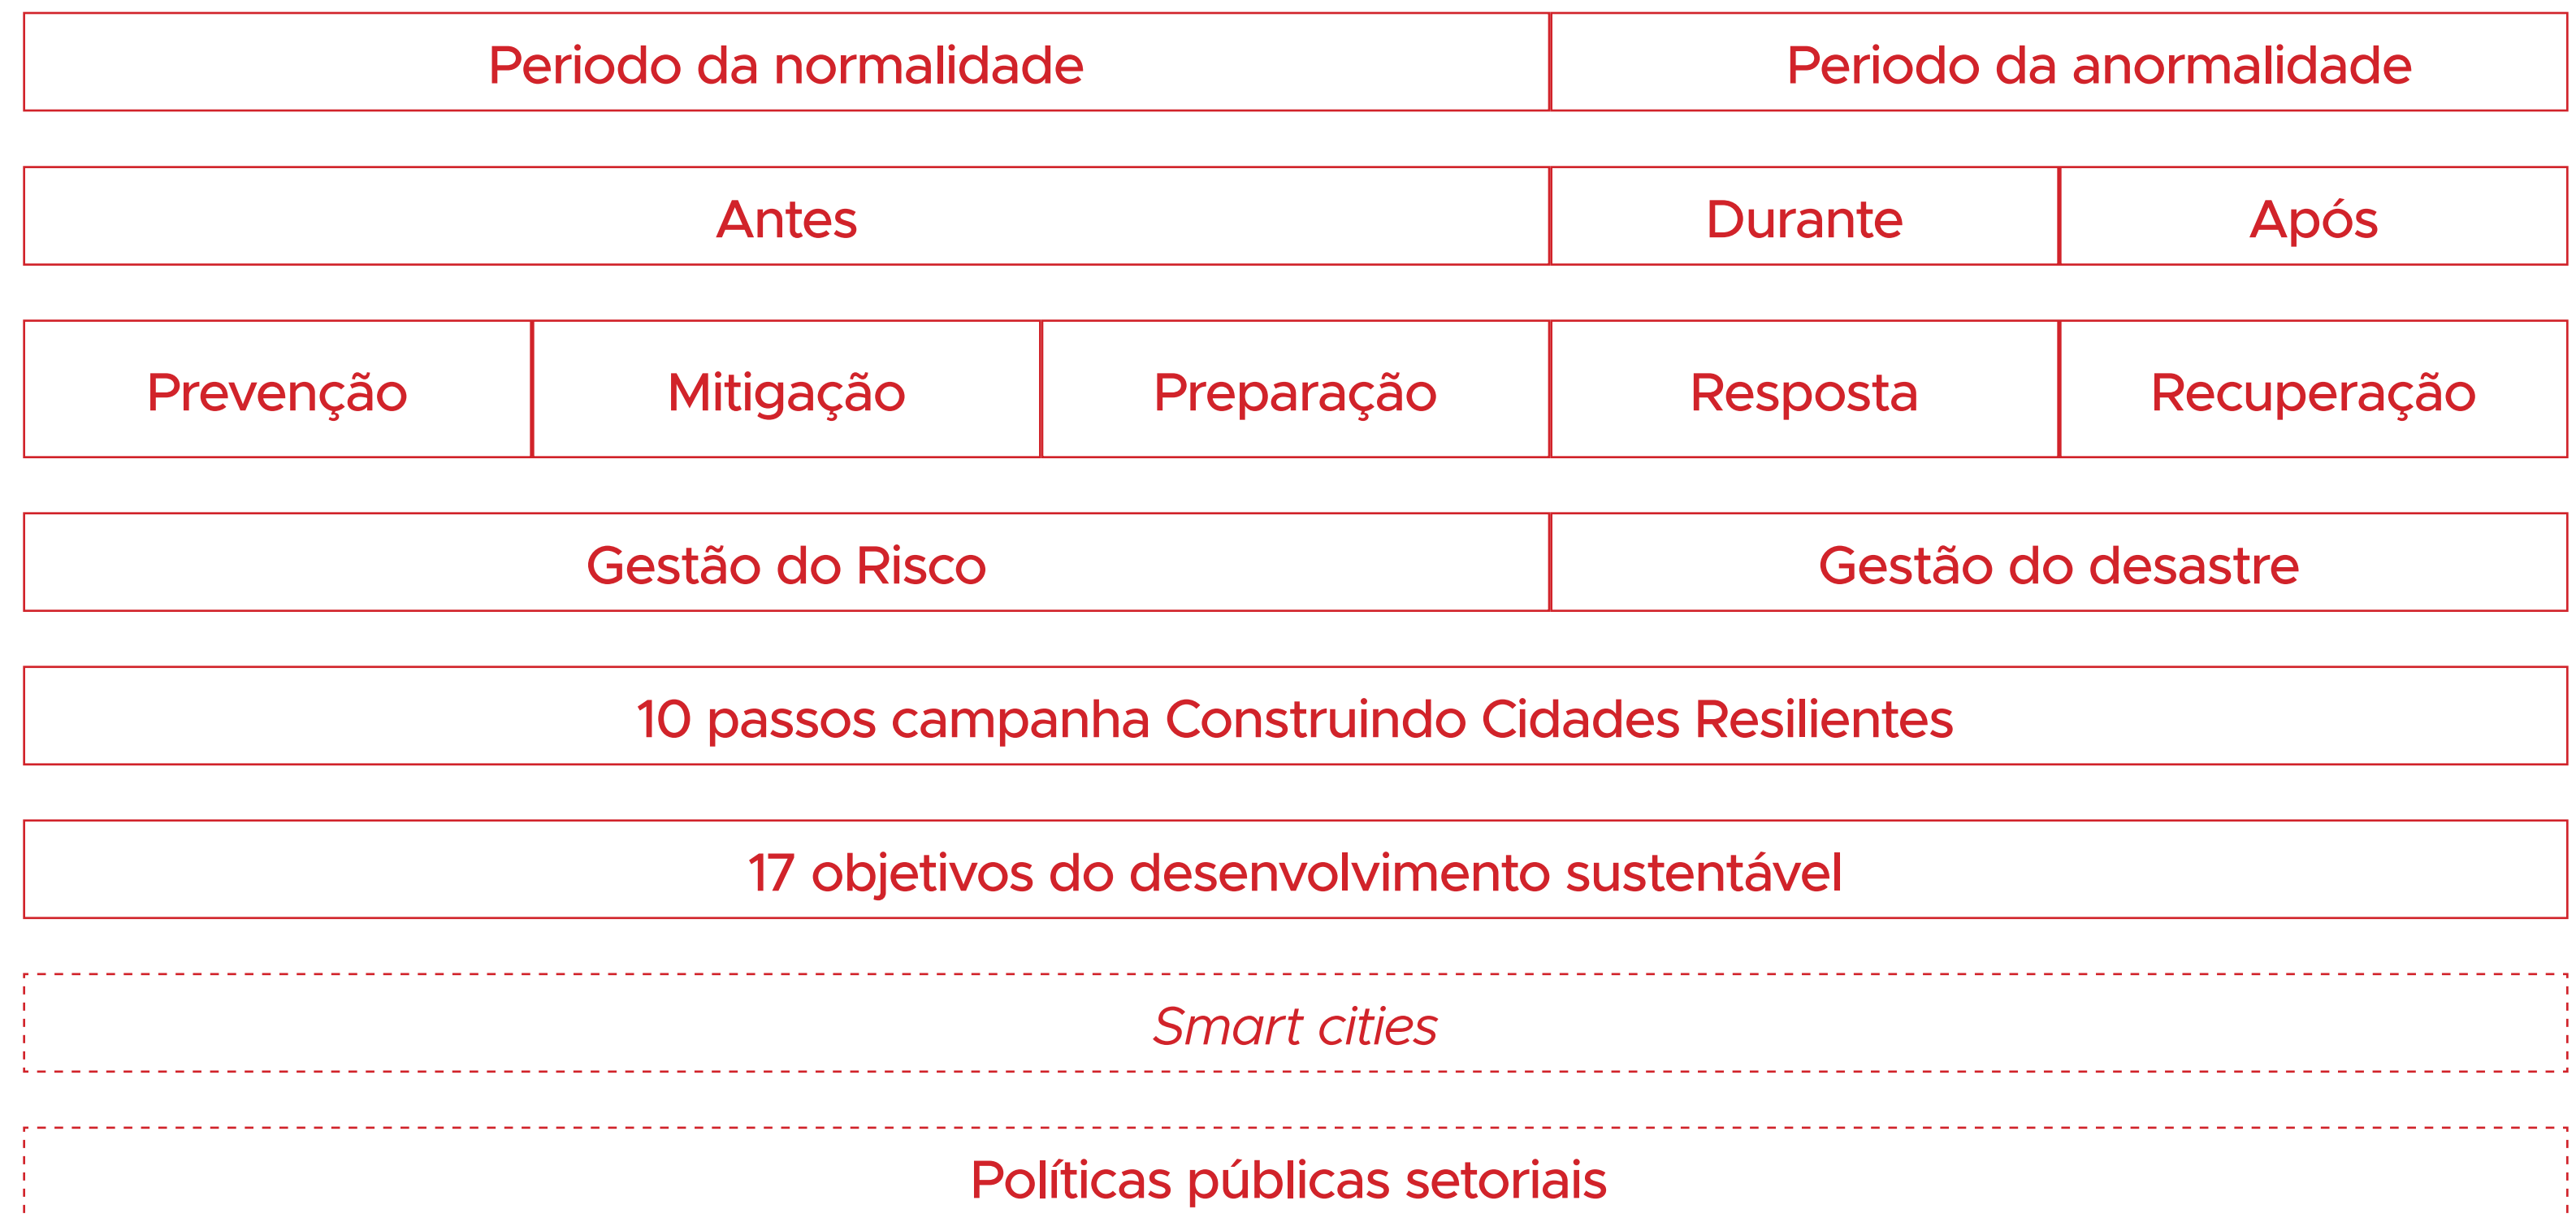 Periodo da normalidade Periodo da anormalidade
Antes Durante Após
Prevenção Mitigação Preparação Resposta Recuperação
Gestão do Risco Gestão do desastre
10 passos campanha Construindo Cidades Resilientes
17 objetivos do desenvolvimento sustentável
Smart cities
Políticas públicas setoriais